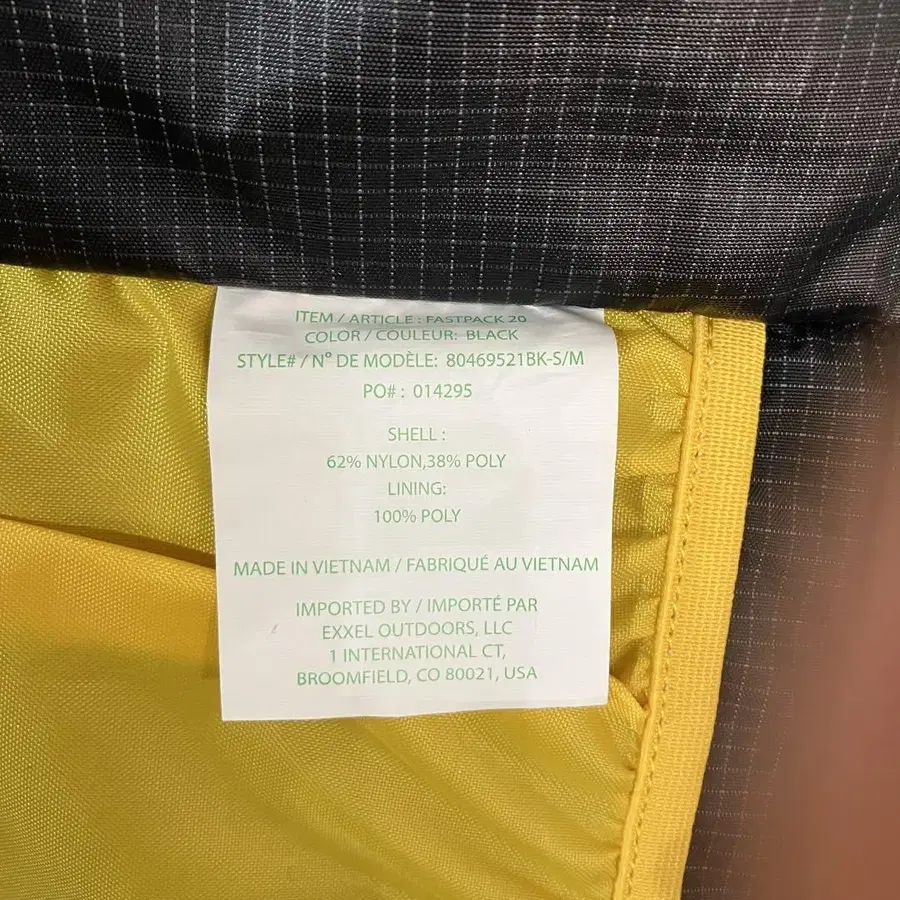 ITEM / ARTICLE : FASTPACK 20
COLOR / COULEUR: BLACK
STYLE# / N° DE MODÈLE: 80469521BK-S/M
PO# : 014295
SHELL :
62% NYLON,38% POLY
LINING:
100% POLY
MADE IN VIETNAM / FABRIQUÉ AU VIETNAM
IMPORTED BY / IMPORTÉ PAR
EXXEL OUTDOORS, LLC
1 INTERNATIONAL CT,
BROOMFIELD, CO 80021, USA